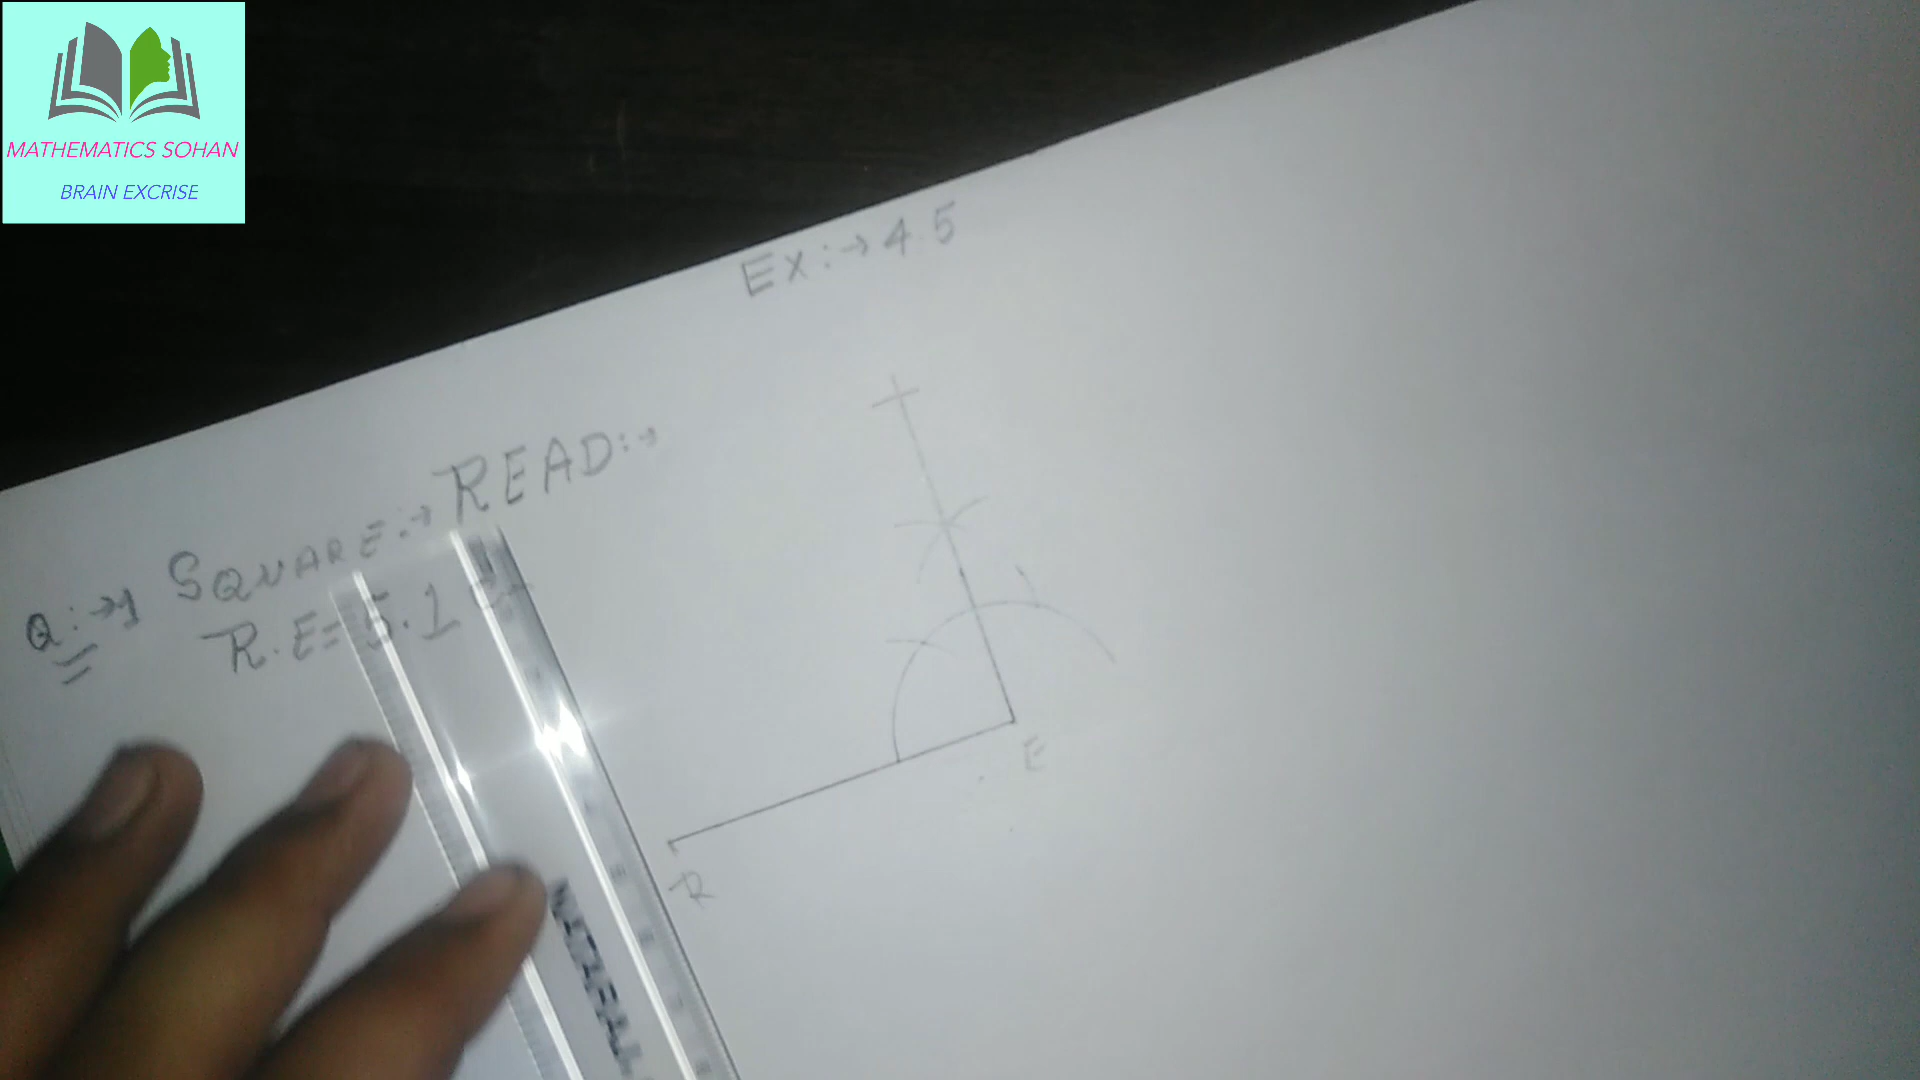 MATHEMATICS SOHAN
BRAIN EXCRISE
Ex:→ 4.5
Q:→1 SQUARE:→ READ:→
R.E=5.1
E
R